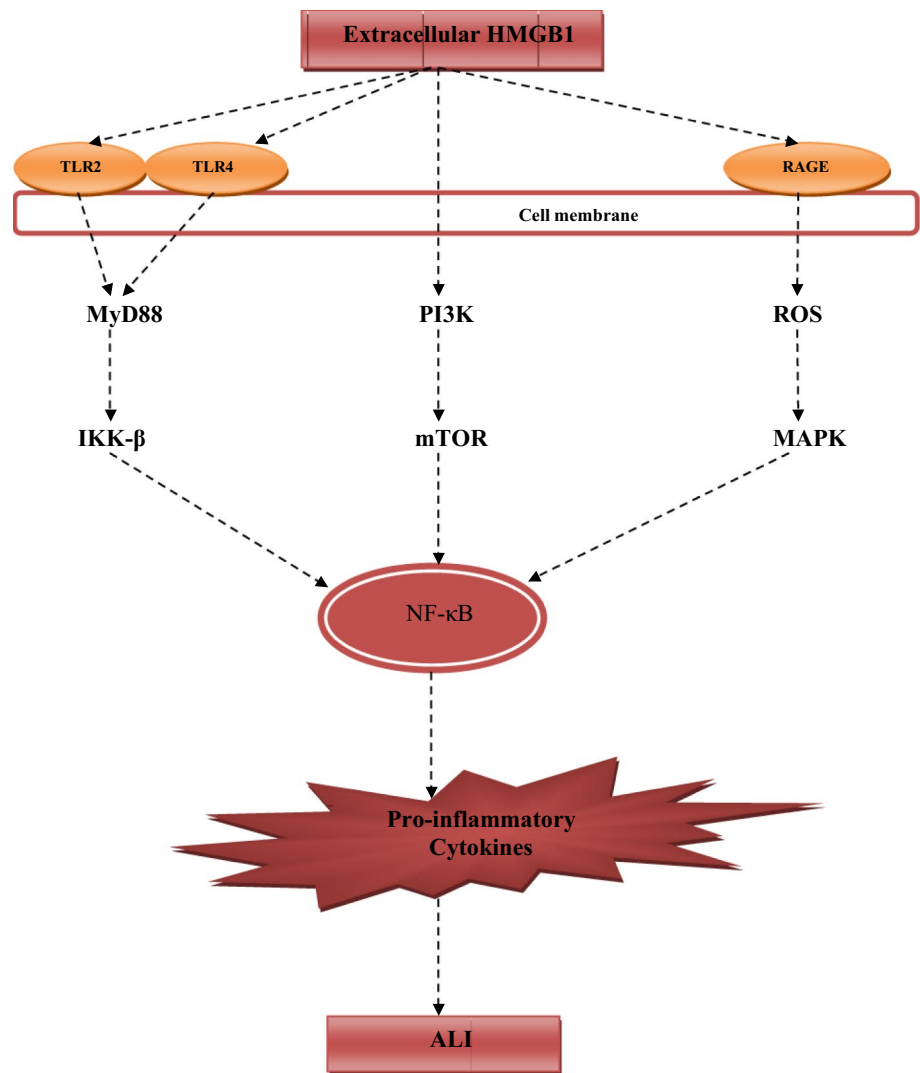 Extracellular HMGB1
TLR2
TLR4
RAGE
Cell membrane
MyD88
PI3K
ROS
IKK-β
mTOR
MAPK
NF-κB
Pro-inflammatory
Cytokines
ALI